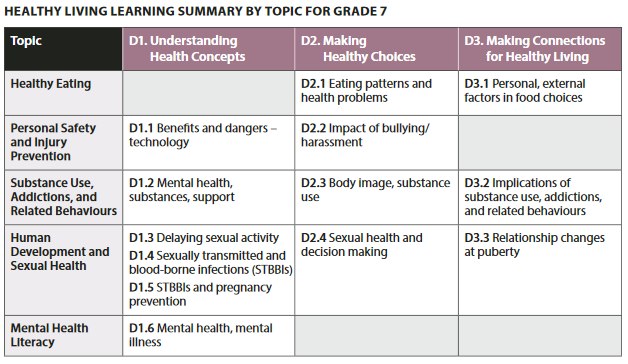 HEALTHY LIVING LEARNING SUMMARY BY TOPIC FOR GRADE 7
Topic
D1. Understanding
Health Concepts
D2. Making
Healthy Choices
D3. Making Connections
for Healthy Living
Healthy Eating
D2.1 Eating patterns and
health problems
D3.1 Personal, external
factors in food choices
Personal Safety
and Injury
Prevention
D1.1 Benefits and dangers –
technology
D2.2 Impact of bullying/
harassment
Substance Use,
Addictions, and
Related Behaviours
D1.2 Mental health,
substances, support
D2.3 Body image, substance
use
D3.2 Implications of
substance use, addictions,
and related behaviours
Human
Development and
Sexual Health
D1.3 Delaying sexual activity
D1.4 Sexually transmitted and
blood-borne infections (STBBIs)
D1.5 STBBIs and pregnancy
prevention
D2.4 Sexual health and
decision making
D3.3 Relationship changes
at puberty
Mental Health
Literacy
D1.6 Mental health, mental
illness